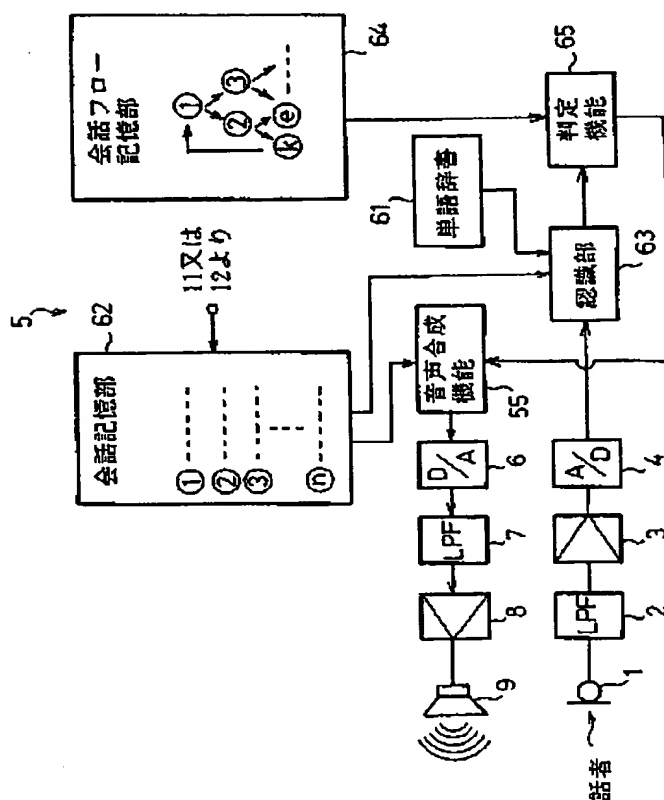 5
会話記憶部
62
① -----
② -----
③ -----
ⓝ -----
11又は
12より
会話フロー
記憶部
①
②
③
ⓚ
ⓔ
64
61
単語辞書
音声合成
機能
55
認識部
63
判定
機能
65
D/A
6
LPF
7
8
9
A/D
4
3
LPF
2
1
話者